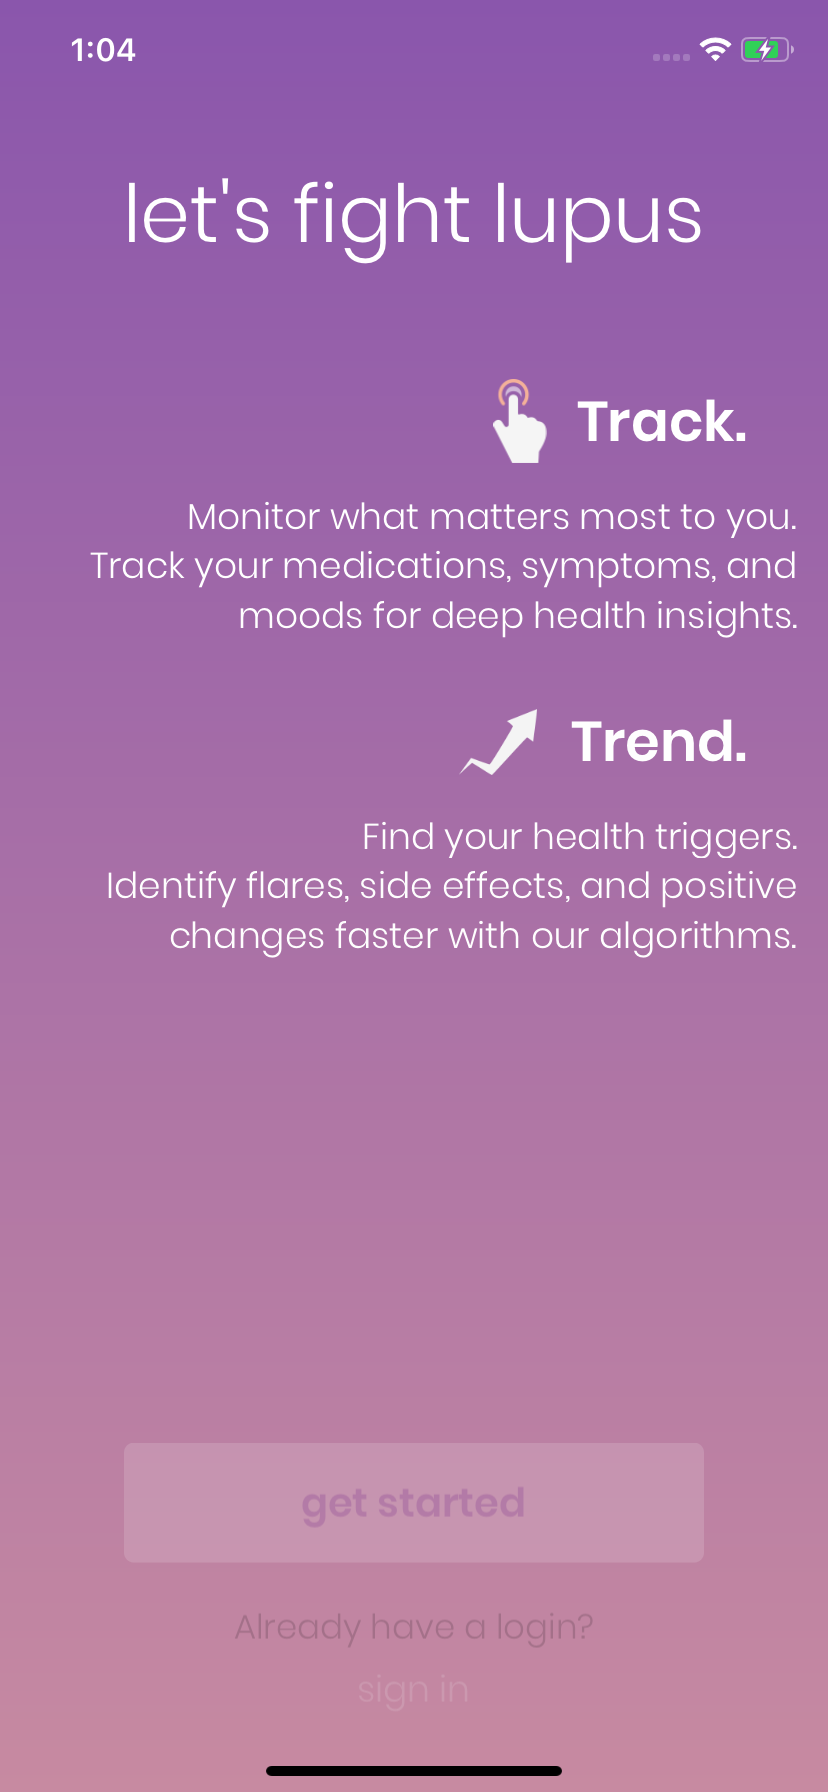 1:04
let's fight lupus
Track.
Monitor what matters most to you.
Track your medications, symptoms, and
moods for deep health insights.
Trend.
Find your health triggers.
Identify flares, side effects, and positive
changes faster with our algorithms.
get started
Already have a login?
sign in